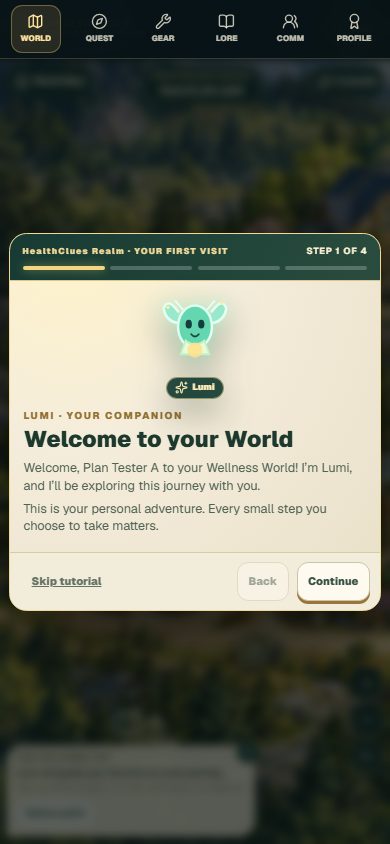 WORLD
QUEST
GEAR
LORE
COMM
PROFILE
HealthClues Realm · YOUR FIRST VISIT
STEP 1 OF 4
Lumi
LUMI · YOUR COMPANION
Welcome to your World
Welcome, Plan Tester A to your Wellness World! I'm Lumi,
and I'll be exploring this journey with you.
This is your personal adventure. Every small step you
choose to take matters.
Skip tutorial
Back
Continue